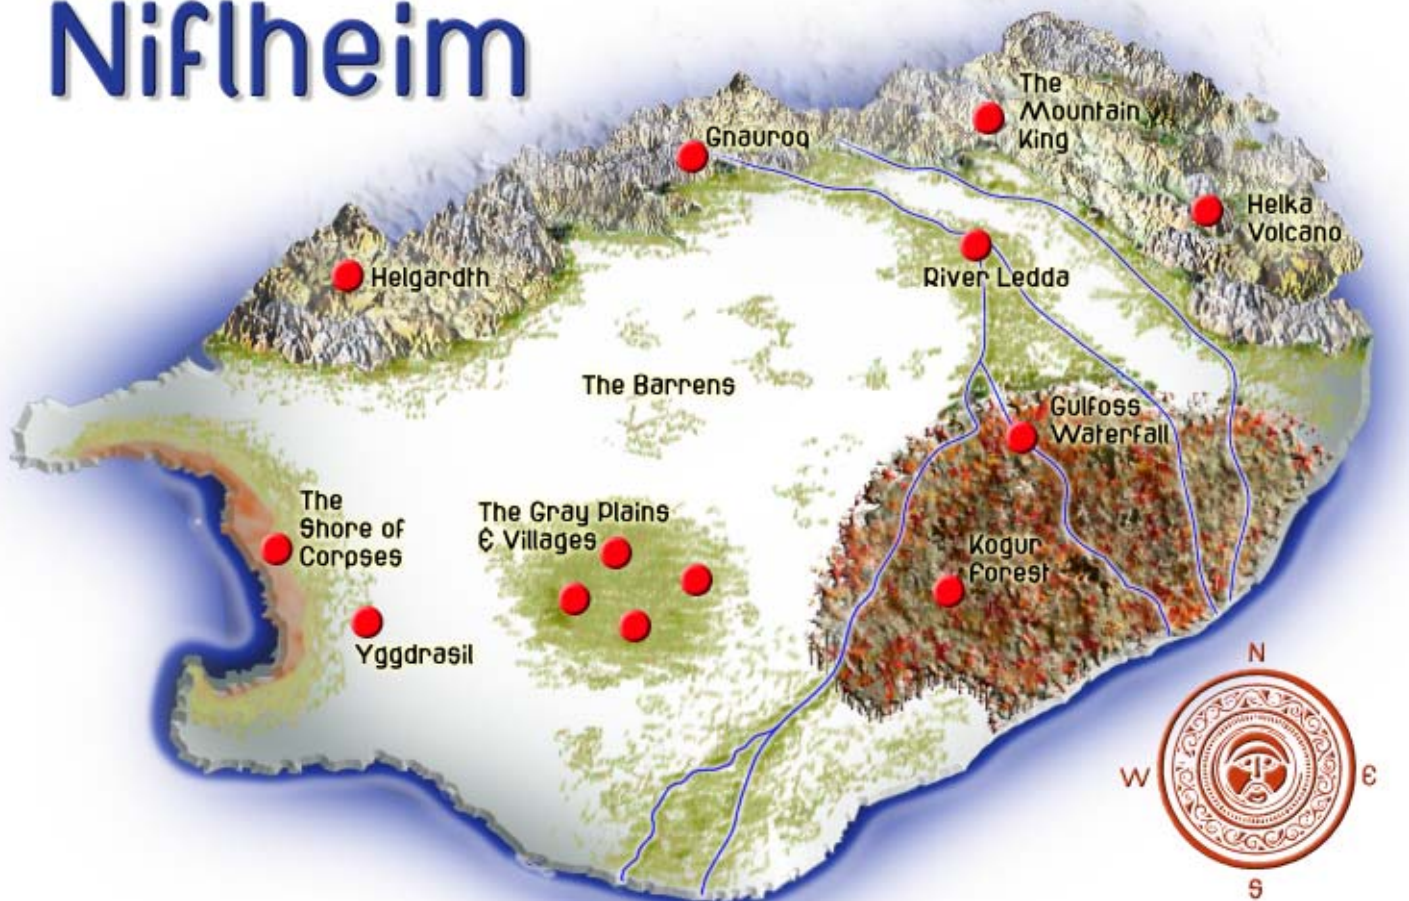 Niflheim
The
Mountain
King
Gnauroq
Helka
Volcano
Helgardth
River Ledda
The Barrens
Gulfoss
Waterfall
The
Shore of
Corpses
The Gray Plains
& Villages
Kogur
Forest
Yggdrasil
N
W
E
S